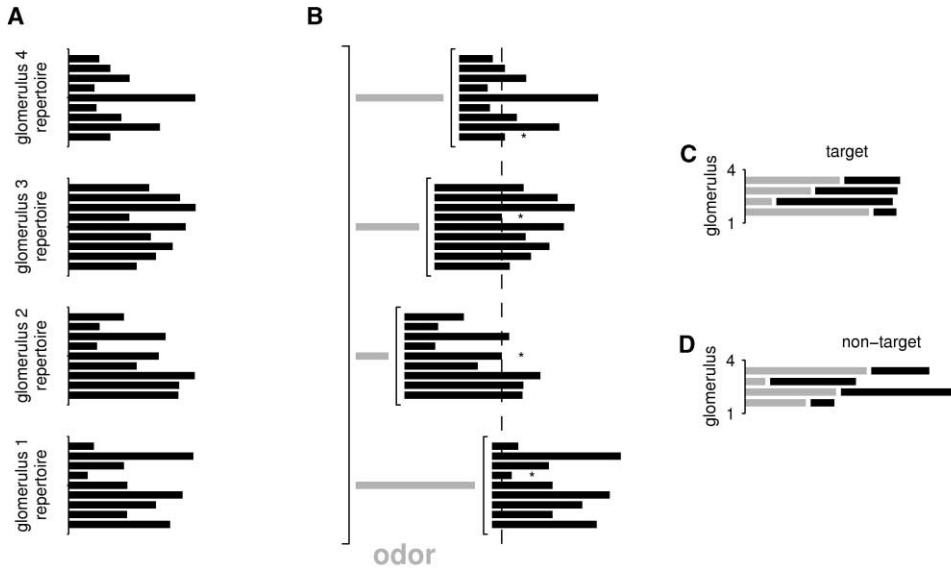 A
glomerulus 4
repertoire
glomerulus 3
repertoire
glomerulus 2
repertoire
glomerulus 1
repertoire
B
*
*
*
*
odor
C
target
glomerulus
4
1
D
non-target
glomerulus
4
1